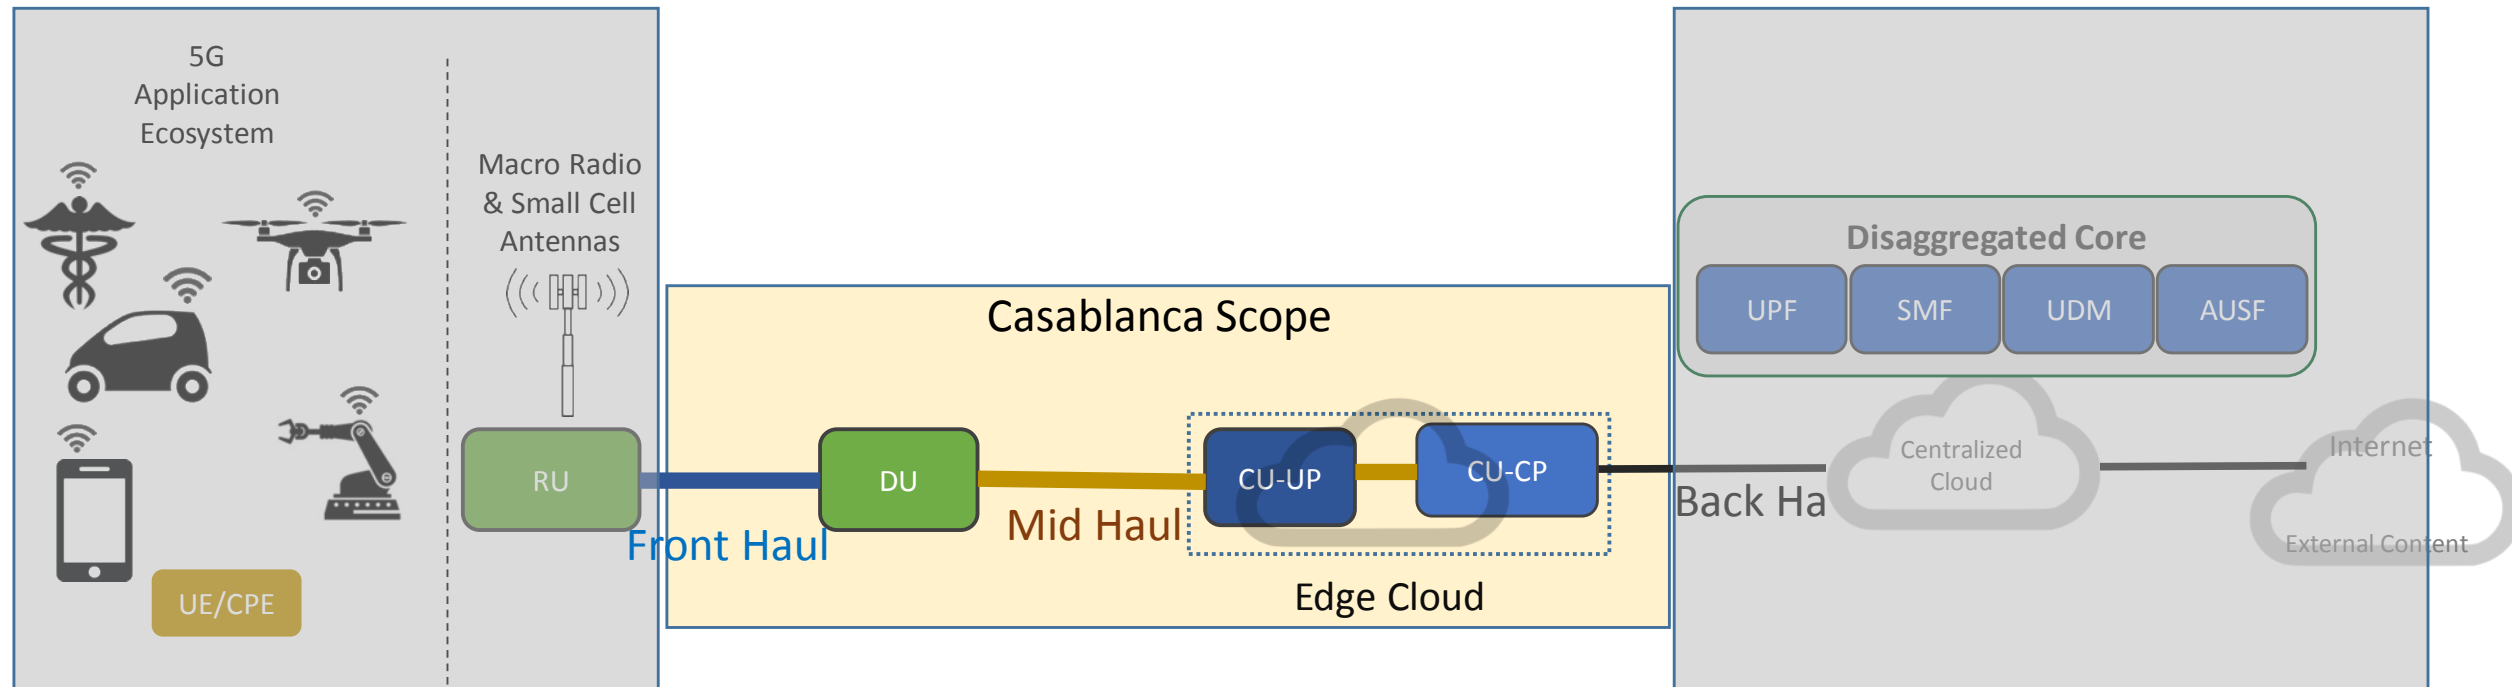 5G
Application
Ecosystem
Macro Radio
& Small Cell
Antennas
UE/CPE
RU
Front Haul
Casablanca Scope
DU
Mid Haul
CU-UP
CU-CP
Edge Cloud
Back Ha
Disaggregated Core
UPF
SMF
UDM
AUSF
Centralized
Cloud
Internet
External Content